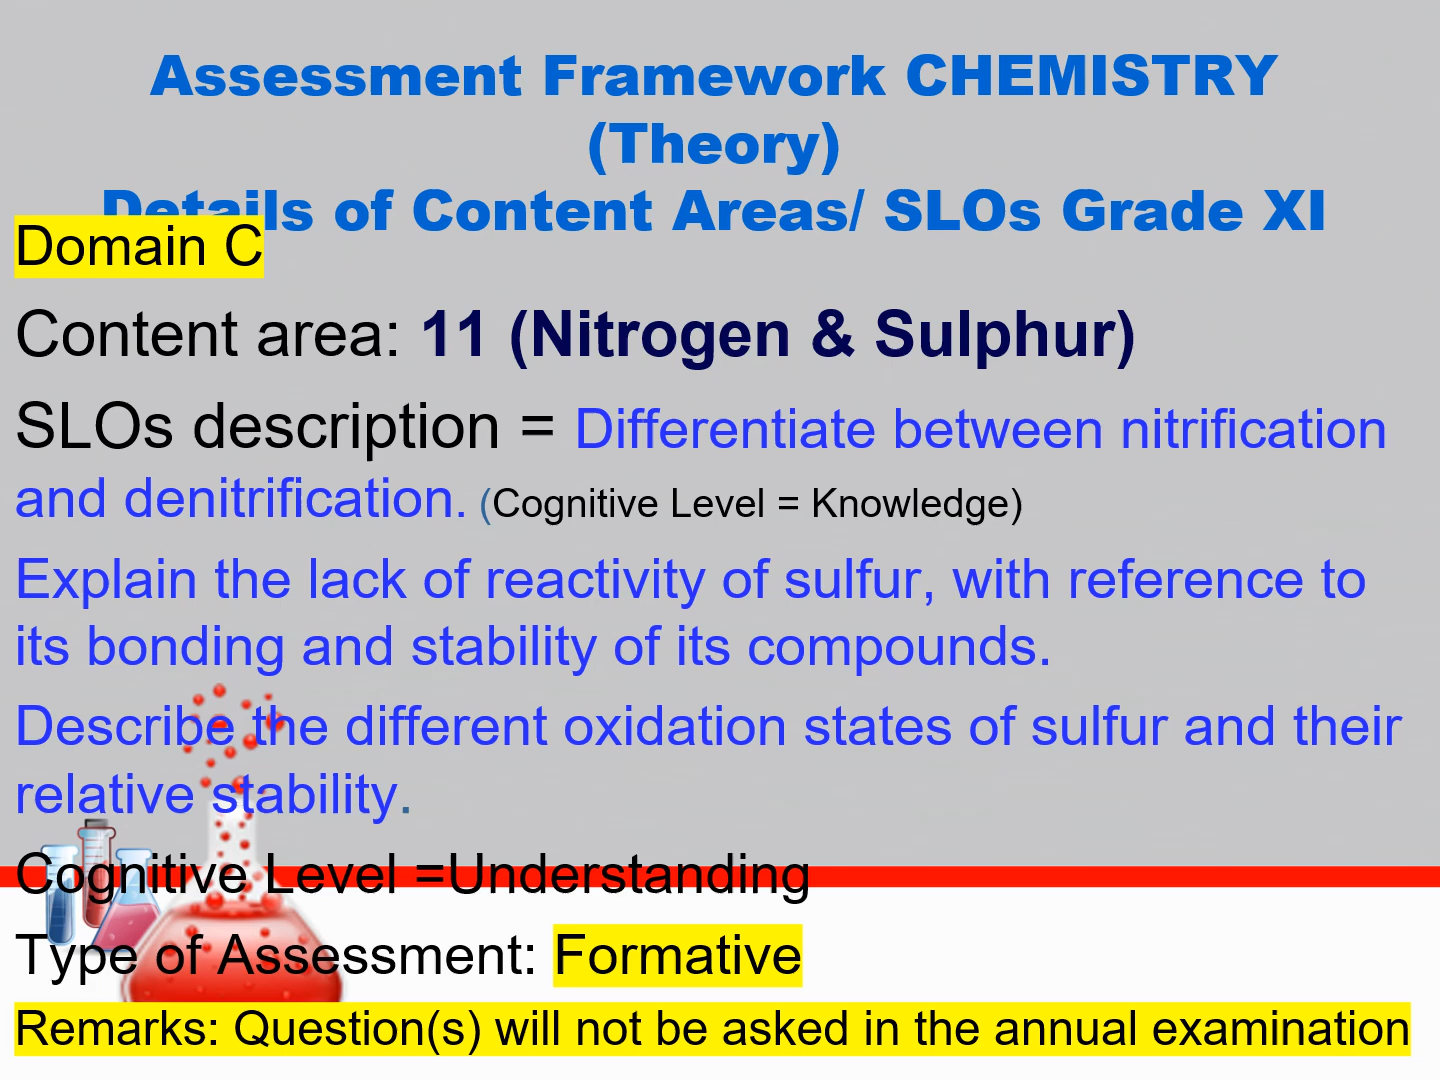 Assessment Framework CHEMISTRY
(Theory)
Details of Content Areas/ SLOs Grade XI
Domain C
Content area: 11 (Nitrogen & Sulphur)
SLOs description = Differentiate between nitrification
and denitrification. (Cognitive Level = Knowledge)
Explain the lack of reactivity of sulfur, with reference to
its bonding and stability of its compounds.
Describe the different oxidation states of sulfur and their
relative stability.
Cognitive Level =Understanding
Type of Assessment: Formative
Remarks: Question(s) will not be asked in the annual examination